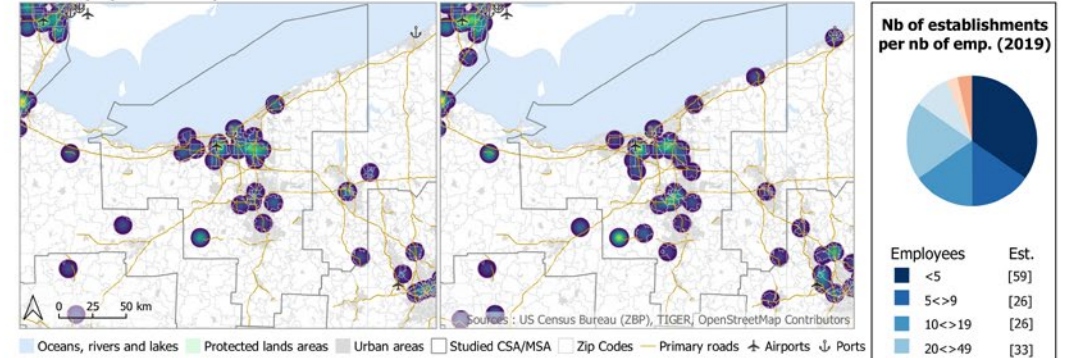 Nb of establishments
per nb of emp. (2019)
Employees Est.
<5 [59]
5<>9 [26]
10<>19 [26]
20<>49 [33]
0 25 50 km
Sources : US Census Bureau (ZBP), TIGER, OpenStreetMap Contributors
Oceans, rivers and lakes Protected lands areas Urban areas Studied CSA/MSA Zip Codes Primary roads Airports Ports